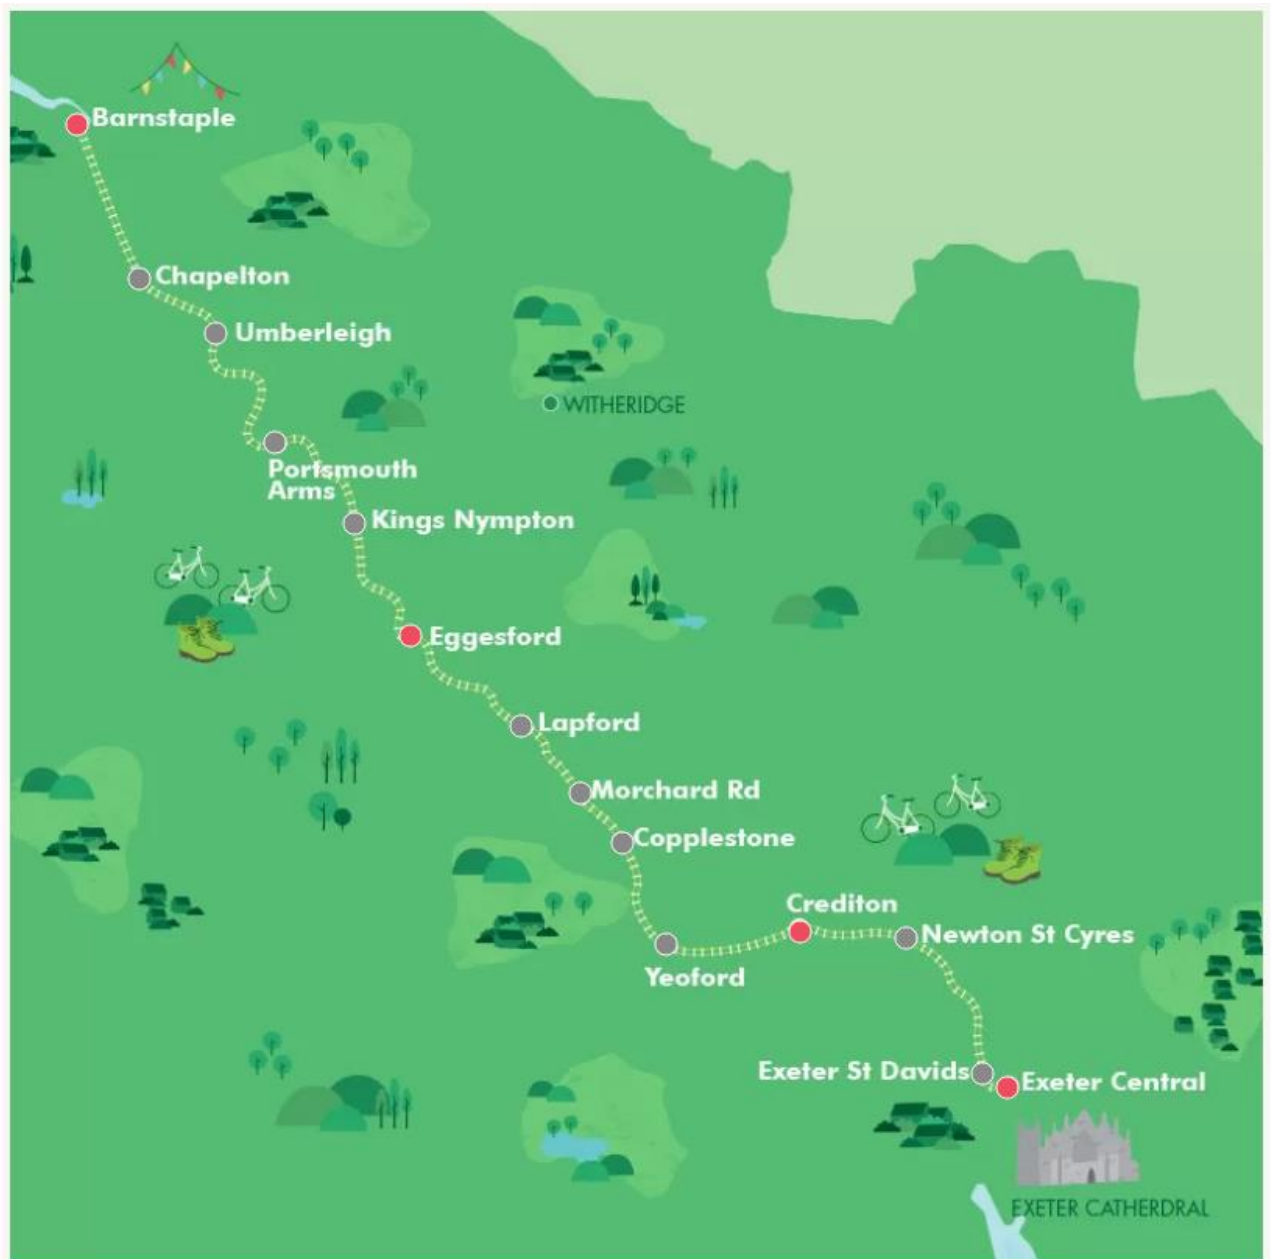 Barnstaple
Chapelton
Umberleigh
WITHERIDGE
Portsmouth
Arms
Kings Nympton
Eggesford
Lapford
Morchard Rd
Copplestone
Crediton
Newton St Cyres
Yeoford
Exeter St Davids
Exeter Central
EXETER CATHERDRAL